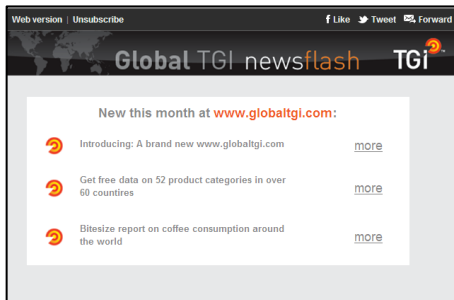 Web version | Unsubscribe f Like Tweet Forward
Global TGI newsflash TGi
New this month at www.globaltgi.com:
Introducing: A brand new www.globaltgi.com more
Get free data on 52 product categories in over
60 countires more
Bitesize report on coffee consumption around
the world more